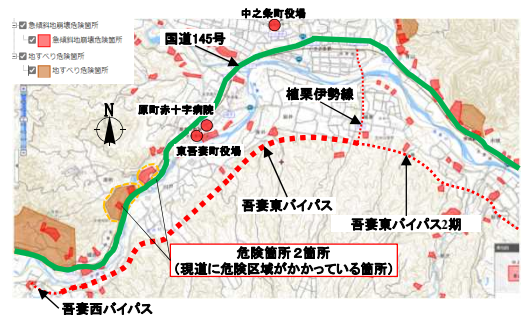 急傾斜地崩壊危険箇所
急傾斜地崩壊危険箇所
地すべり危険箇所
地すべり危険箇所
中之条町役場
国道145号
植栗伊勢線
原町赤十字病院
N
東吾妻町役場
吾妻東バイパス
吾妻東バイパス2期
危険箇所2箇所
(現道に危険区域がかかっている箇所)
吾妻西バイパス